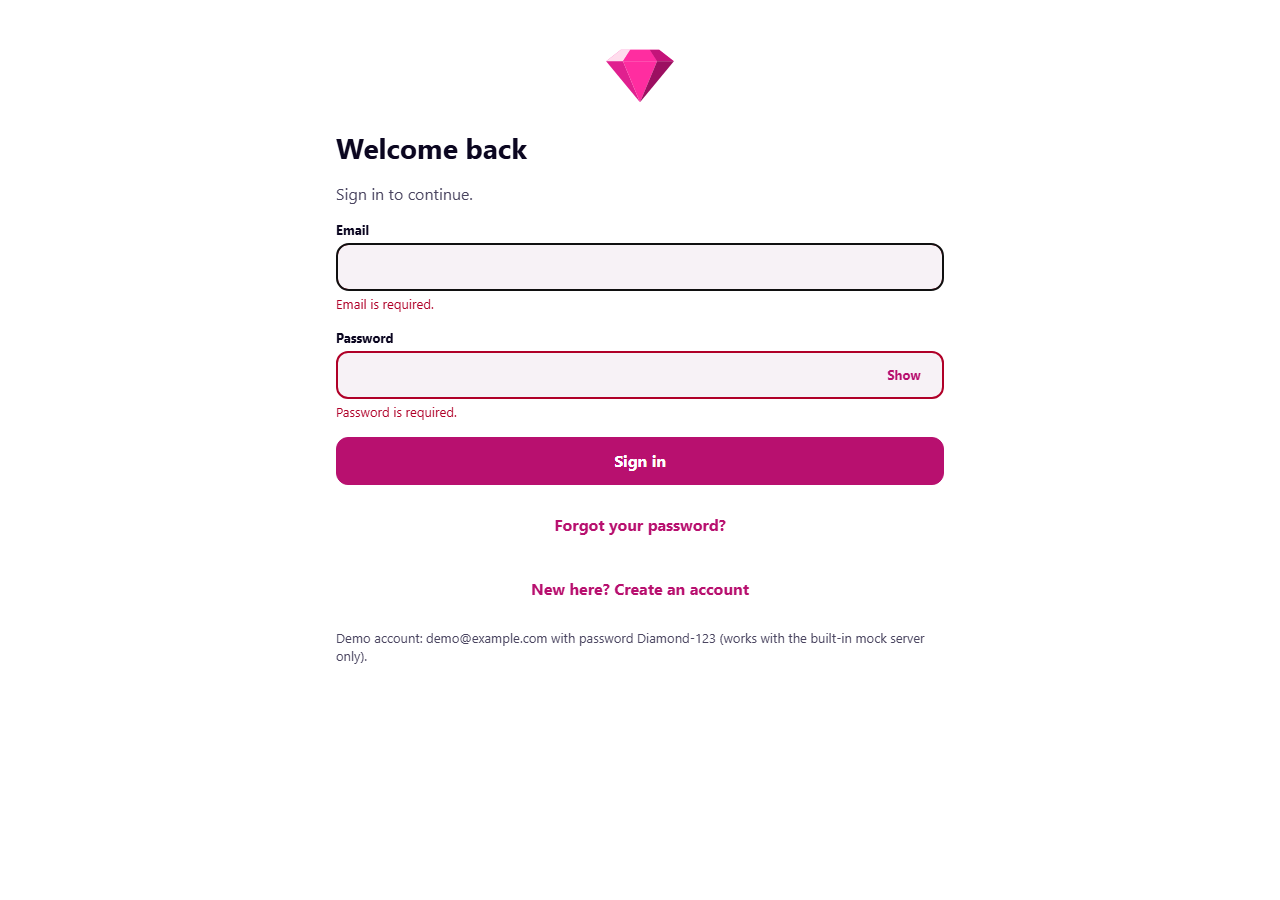 Welcome back
Sign in to continue.
Email
Email is required.
Password
Show
Password is required.
Sign in
Forgot your password?
New here? Create an account
Demo account: demo@example.com with password Diamond-123 (works with the built-in mock server
only).